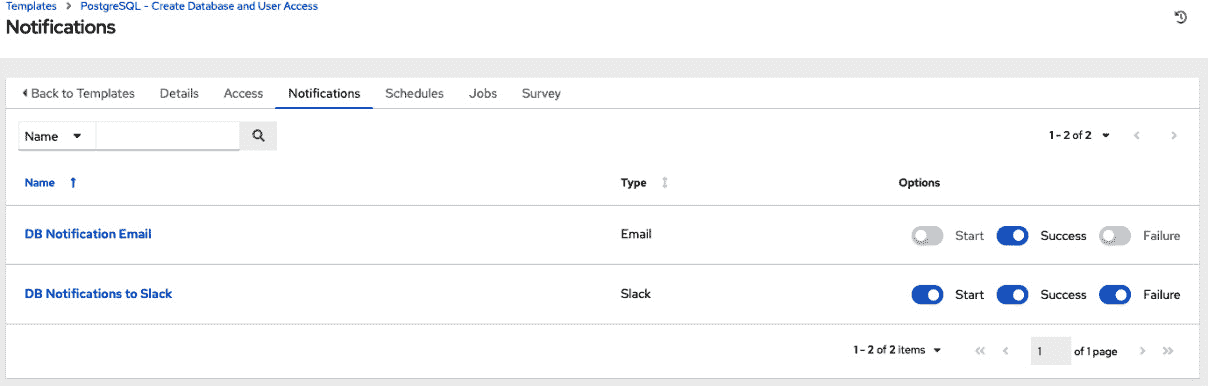 Templates > PostgreSQL - Create Database and User Access
Notifications
Back to Templates Details Access Notifications Schedules Jobs Survey
Name 1 - 2 of 2
Name Type Options
DB Notification Email Email Start Success Failure
DB Notifications to Slack Slack Start Success Failure
1 - 2 of 2 items << < 1 of 1 page > >>